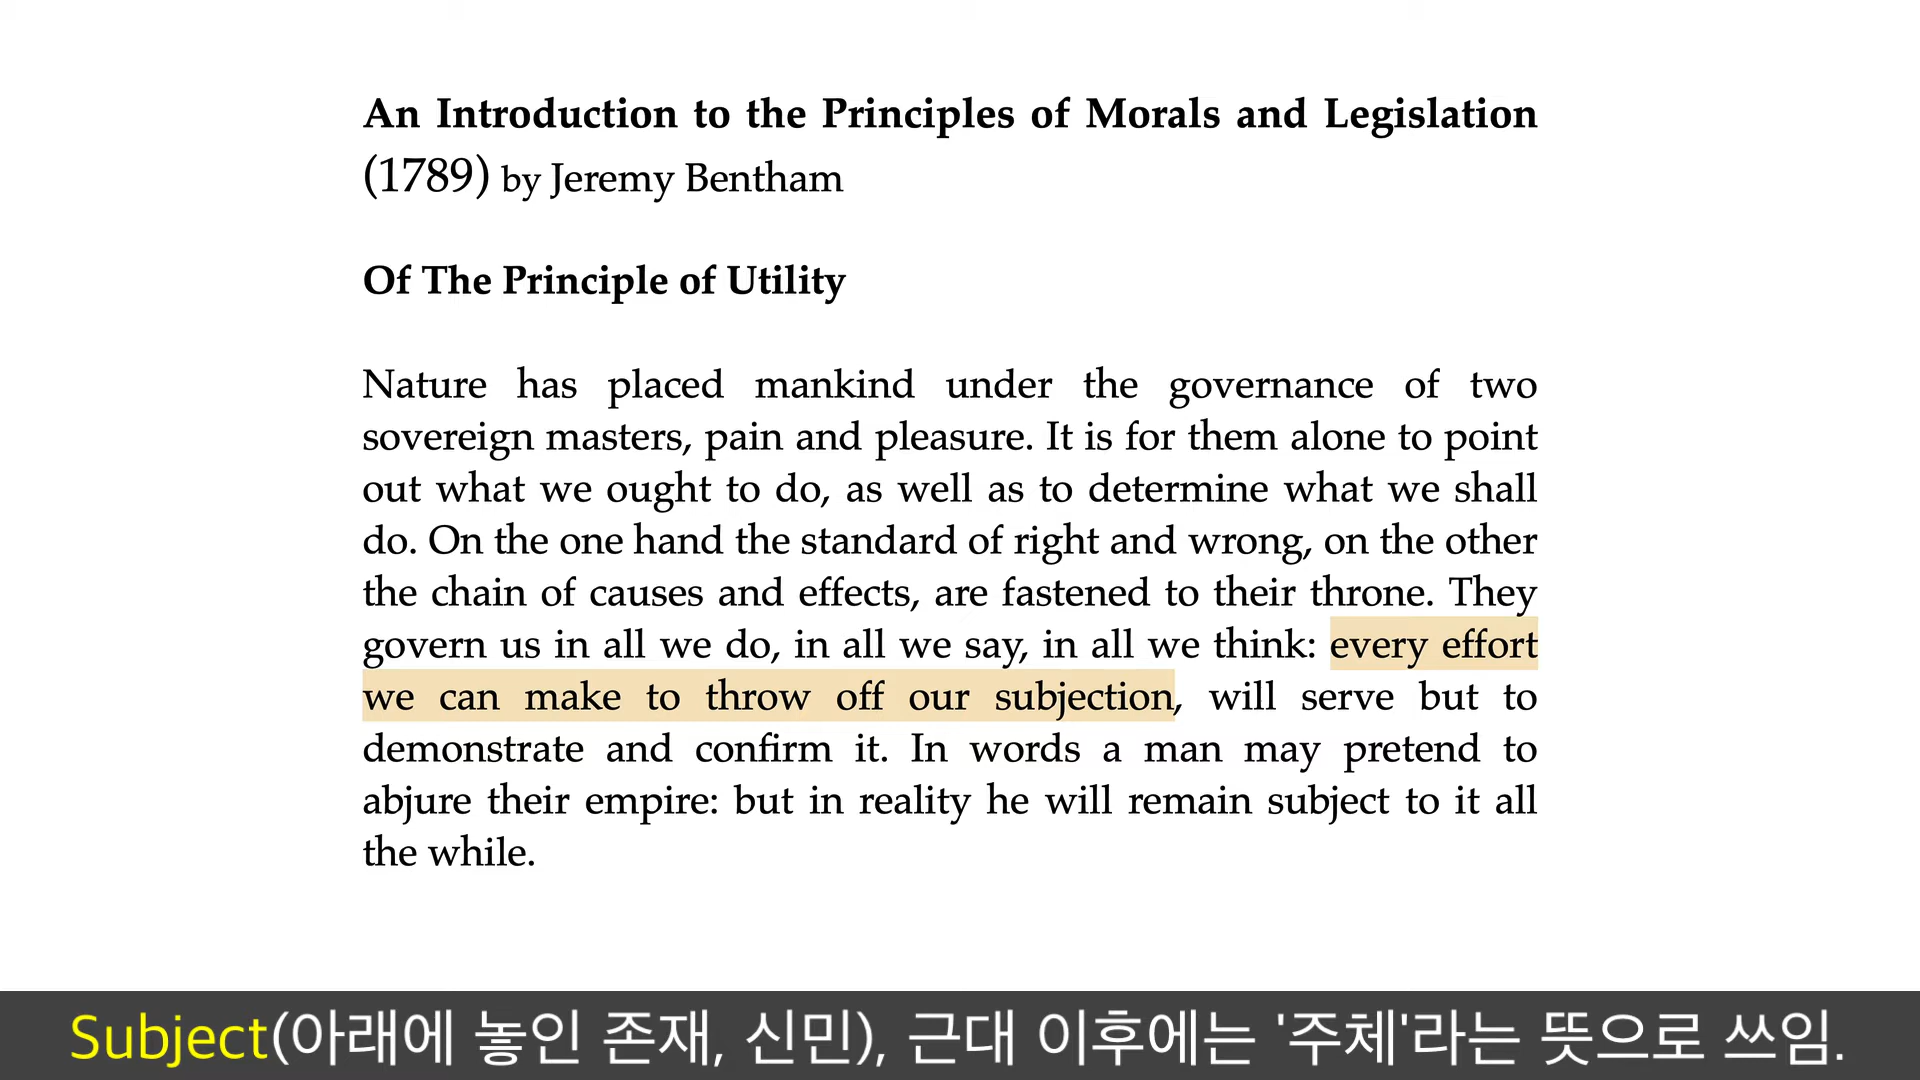 An Introduction to the Principles of Morals and Legislation
(1789) by Jeremy Bentham
Of The Principle of Utility
Nature has placed mankind under the governance of two
sovereign masters, pain and pleasure. It is for them alone to point
out what we ought to do, as well as to determine what we shall
do. On the one hand the standard of right and wrong, on the other
the chain of causes and effects, are fastened to their throne. They
govern us in all we do, in all we say, in all we think: every effort
we can make to throw off our subjection, will serve but to
demonstrate and confirm it. In words a man may pretend to
abjure their empire: but in reality he will remain subject to it all
the while.
Subject(아래에 놓인 존재, 신민), 근대 이후에는 '주체'라는 뜻으로 쓰임.